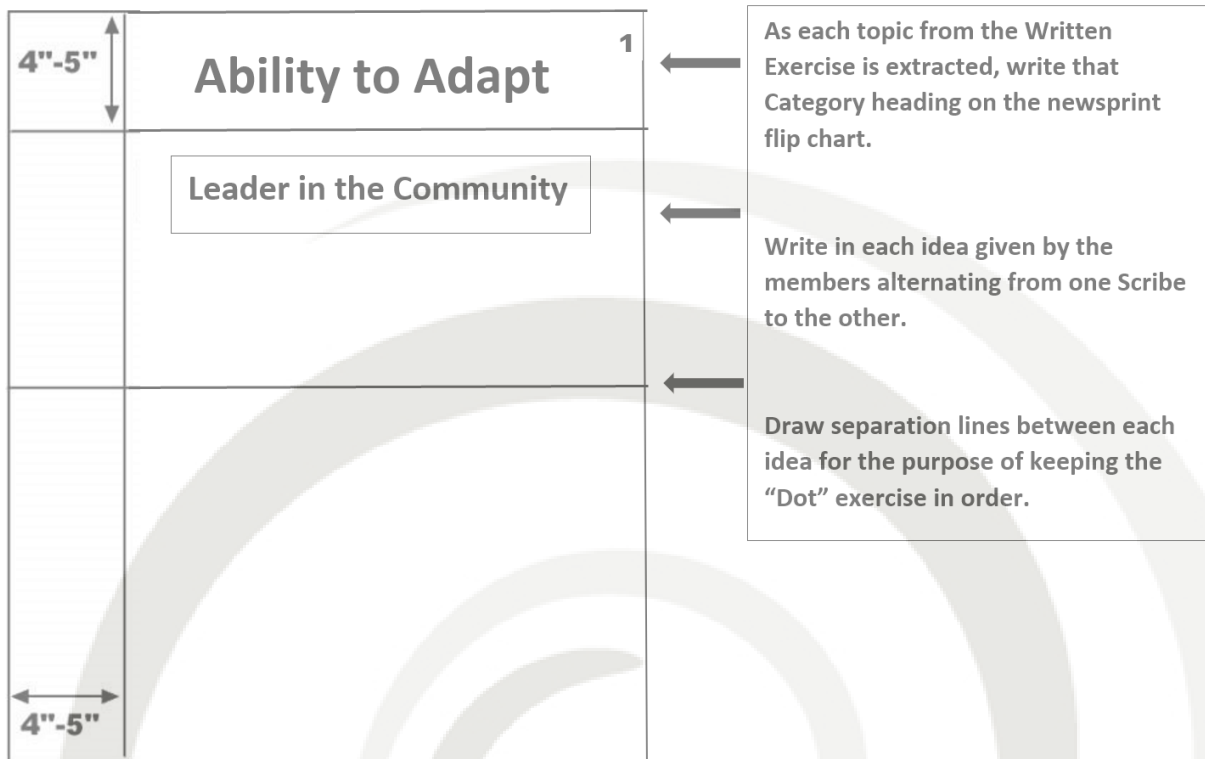 4"-5"
Ability to Adapt
1
Leader in the Community
4"-5"
As each topic from the Written
Exercise is extracted, write that
Category heading on the newsprint
flip chart.
Write in each idea given by the
members alternating from one Scribe
to the other.
Draw separation lines between each
idea for the purpose of keeping the
“Dot” exercise in order.